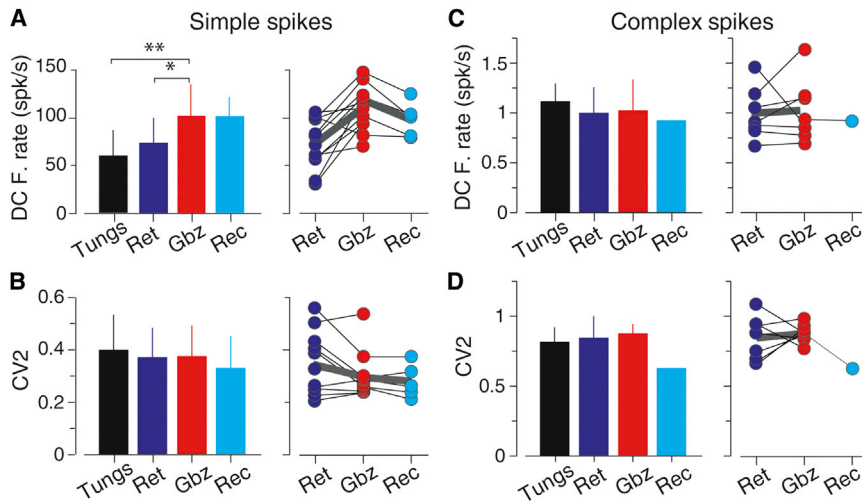 A Simple spikes
DC F. rate (spk/s)
150
100
50
0
**
*
Tungs Ret Gbz Rec
Ret Gbz Rec
C Complex spikes
DC F. rate (spk/s)
1.5
1
0.5
0
Tungs Ret Gbz Rec
Ret Gbz Rec
B
CV2
0.6
0.4
0.2
0
Tungs Ret Gbz Rec
Ret Gbz Rec
D
CV2
1
0.5
0
Tungs Ret Gbz Rec
Ret Gbz Rec